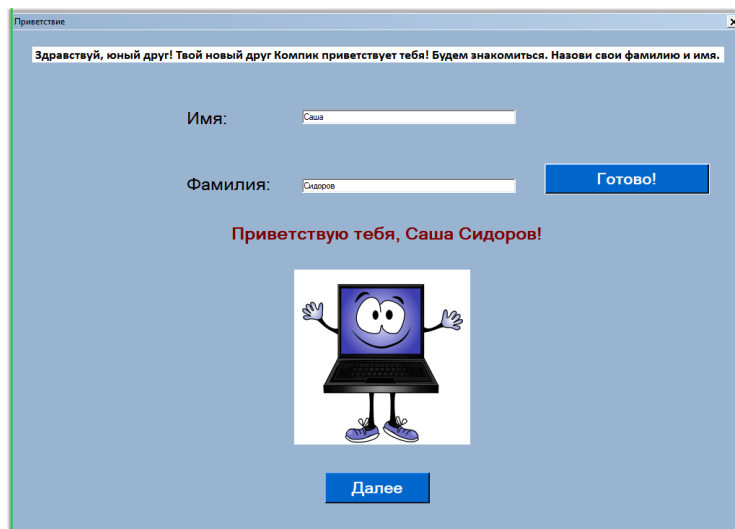 Приветствие
Здравствуй, юный друг! Твой новый друг Компик приветствует тебя! Будем знакомиться. Назови свои фамилию и имя.
Имя: Саша
Фамилия: Сидоров Готово!
Приветствую тебя, Саша Сидоров!
Далее